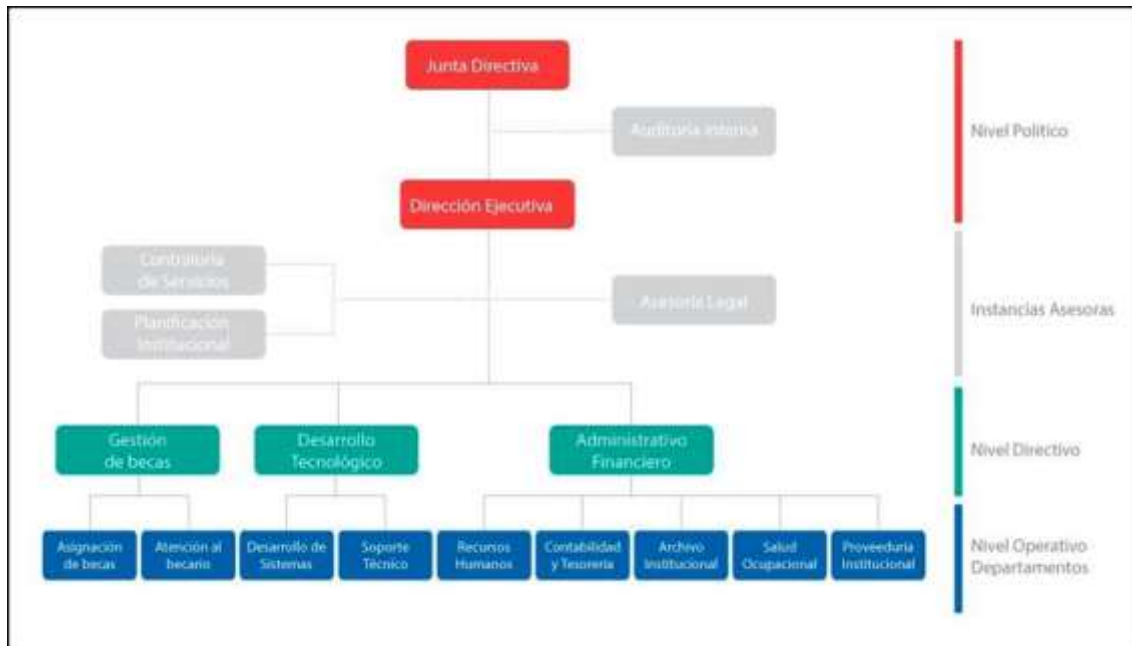 Junta Directiva
Auditoría Interna
Nivel Político
Dirección Ejecutiva
Contraloría
de Servicios
Planificación
Institucional
Asesoría Legal
Instancias Asesoras
Gestión
de becas
Desarrollo
Tecnológico
Administrativo
Financiero
Nivel Directivo
Asignación
de becas
Atención al
becario
Desarrollo de
Sistemas
Soporte
Técnico
Recursos
Humanos
Contabilidad
y Tesorería
Archivo
Institucional
Salud
Ocupacional
Proveeduría
Institucional
Nivel Operativo
Departamentos